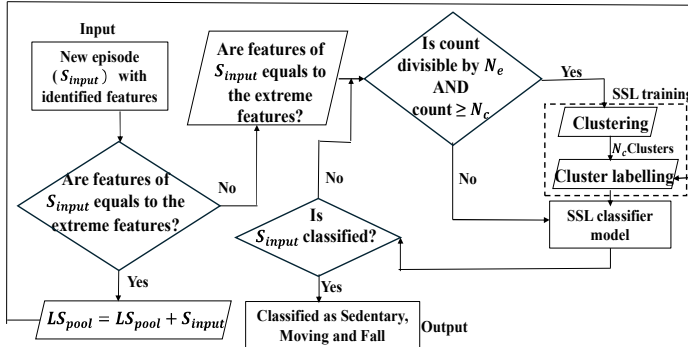 Input
New episode
(S_input) with
identified features
Are features of
S_input equals to the
extreme features?
Yes
No
LS_pool = LS_pool + S_input
Are features of
S_input equals to
the extreme
features?
Is count
divisible by N_e
AND
count ≥ N_c
Yes
No
SSL training
Clustering
N_c Clusters
Cluster labelling
SSL classifier
model
Is
S_input classified?
No
Yes
Classified as Sedentary,
Moving and Fall
Output